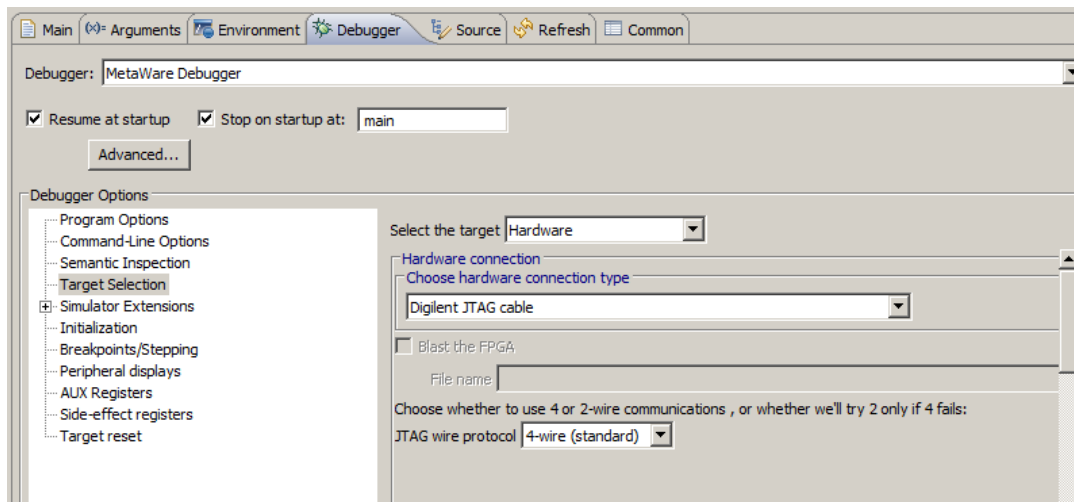 Main (x)= Arguments Environment Debugger Source Refresh Common
Debugger: MetaWare Debugger
Resume at startup Stop on startup at: main
Advanced...
Debugger Options
Program Options
Command-Line Options
Semantic Inspection
Target Selection
Simulator Extensions
Initialization
Breakpoints/Stepping
Peripheral displays
AUX Registers
Side-effect registers
Target reset
Select the target Hardware
Hardware connection
Choose hardware connection type
Digilent JTAG cable
Blast the FPGA
File name
Choose whether to use 4 or 2-wire communications , or whether we'll try 2 only if 4 fails:
JTAG wire protocol 4-wire (standard)